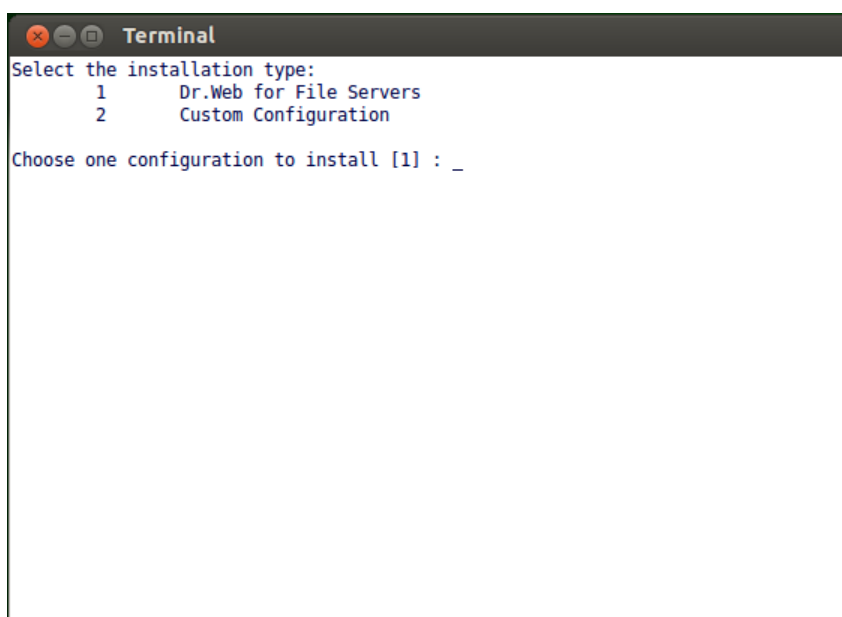 Terminal
Select the installation type:
1 Dr.Web for File Servers
2 Custom Configuration
Choose one configuration to install [1] : _